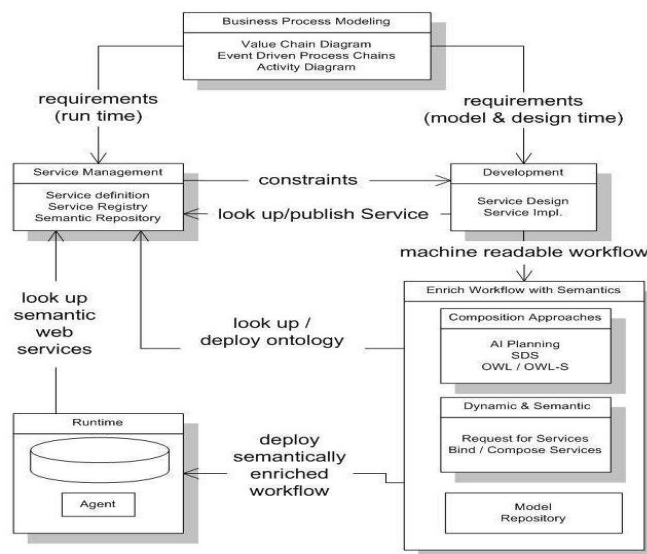 Business Process Modeling
Value Chain Diagram
Event Driven Process Chains
Activity Diagram
requirements
(run time)
requirements
(model & design time)
Service Management
Service definition
Service Registry
Semantic Repository
constraints
look up/publish Service
Development
Service Design
Service Impl.
machine readable workflow
look up
semantic
web
services
look up /
deploy ontology
Enrich Workflow with Semantics
Composition Approaches
AI Planning
SDS
OWL / OWL-S
Dynamic & Semantic
Request for Services
Bind / Compose Services
Model
Repository
Runtime
Agent
deploy
semantically
enriched
workflow